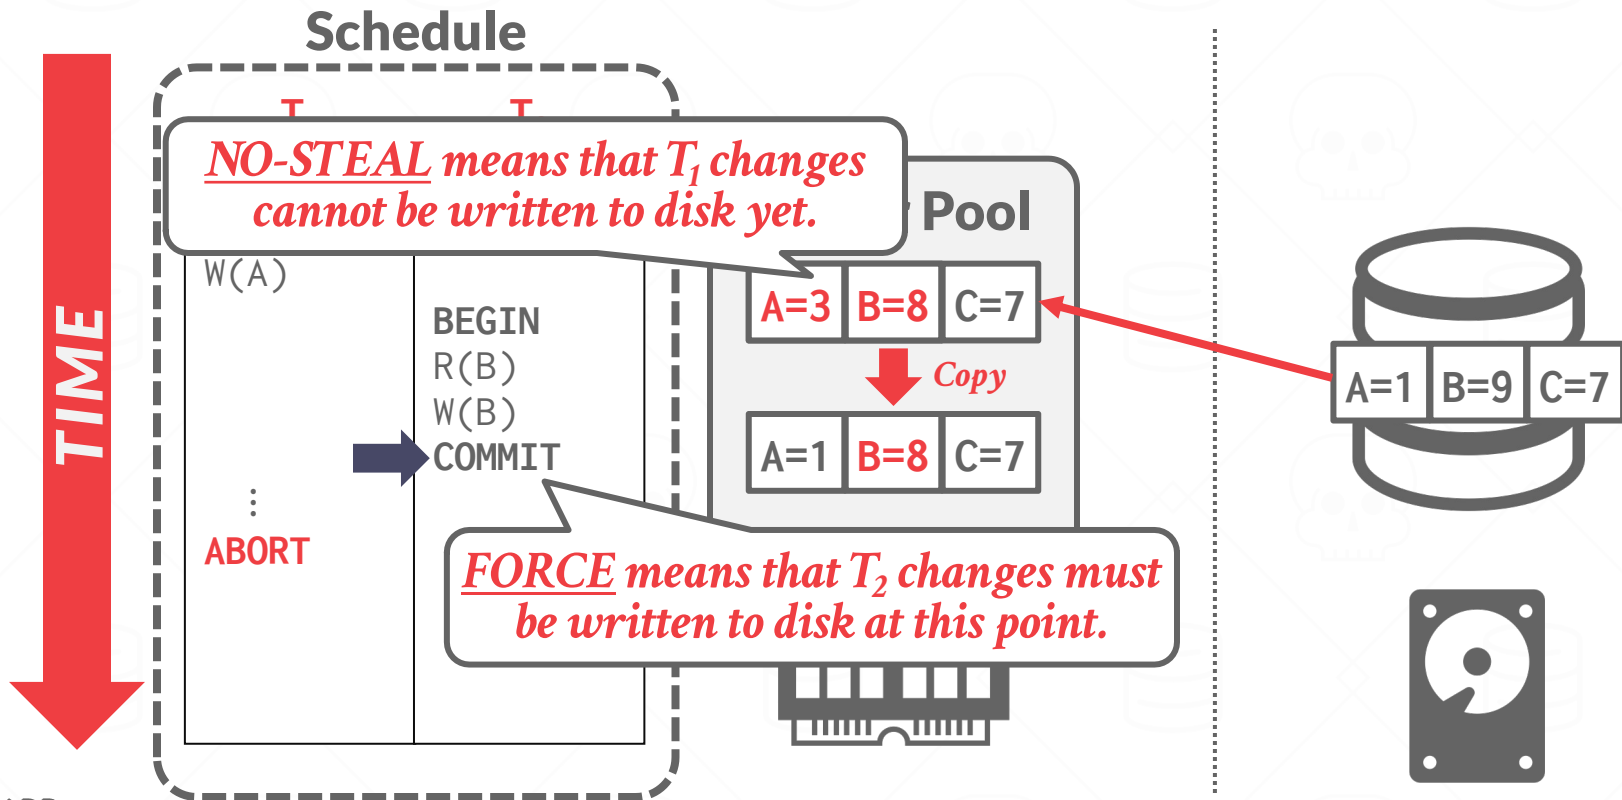 Schedule
T
T
NO-STEAL means that T1 changes
cannot be written to disk yet.
Pool
W(A)
BEGIN
R(B)
W(B)
COMMIT
⋮
ABORT
TIME
A=3 B=8 C=7
Copy
A=1 B=8 C=7
FORCE means that T2 changes must
be written to disk at this point.
A=1 B=9 C=7